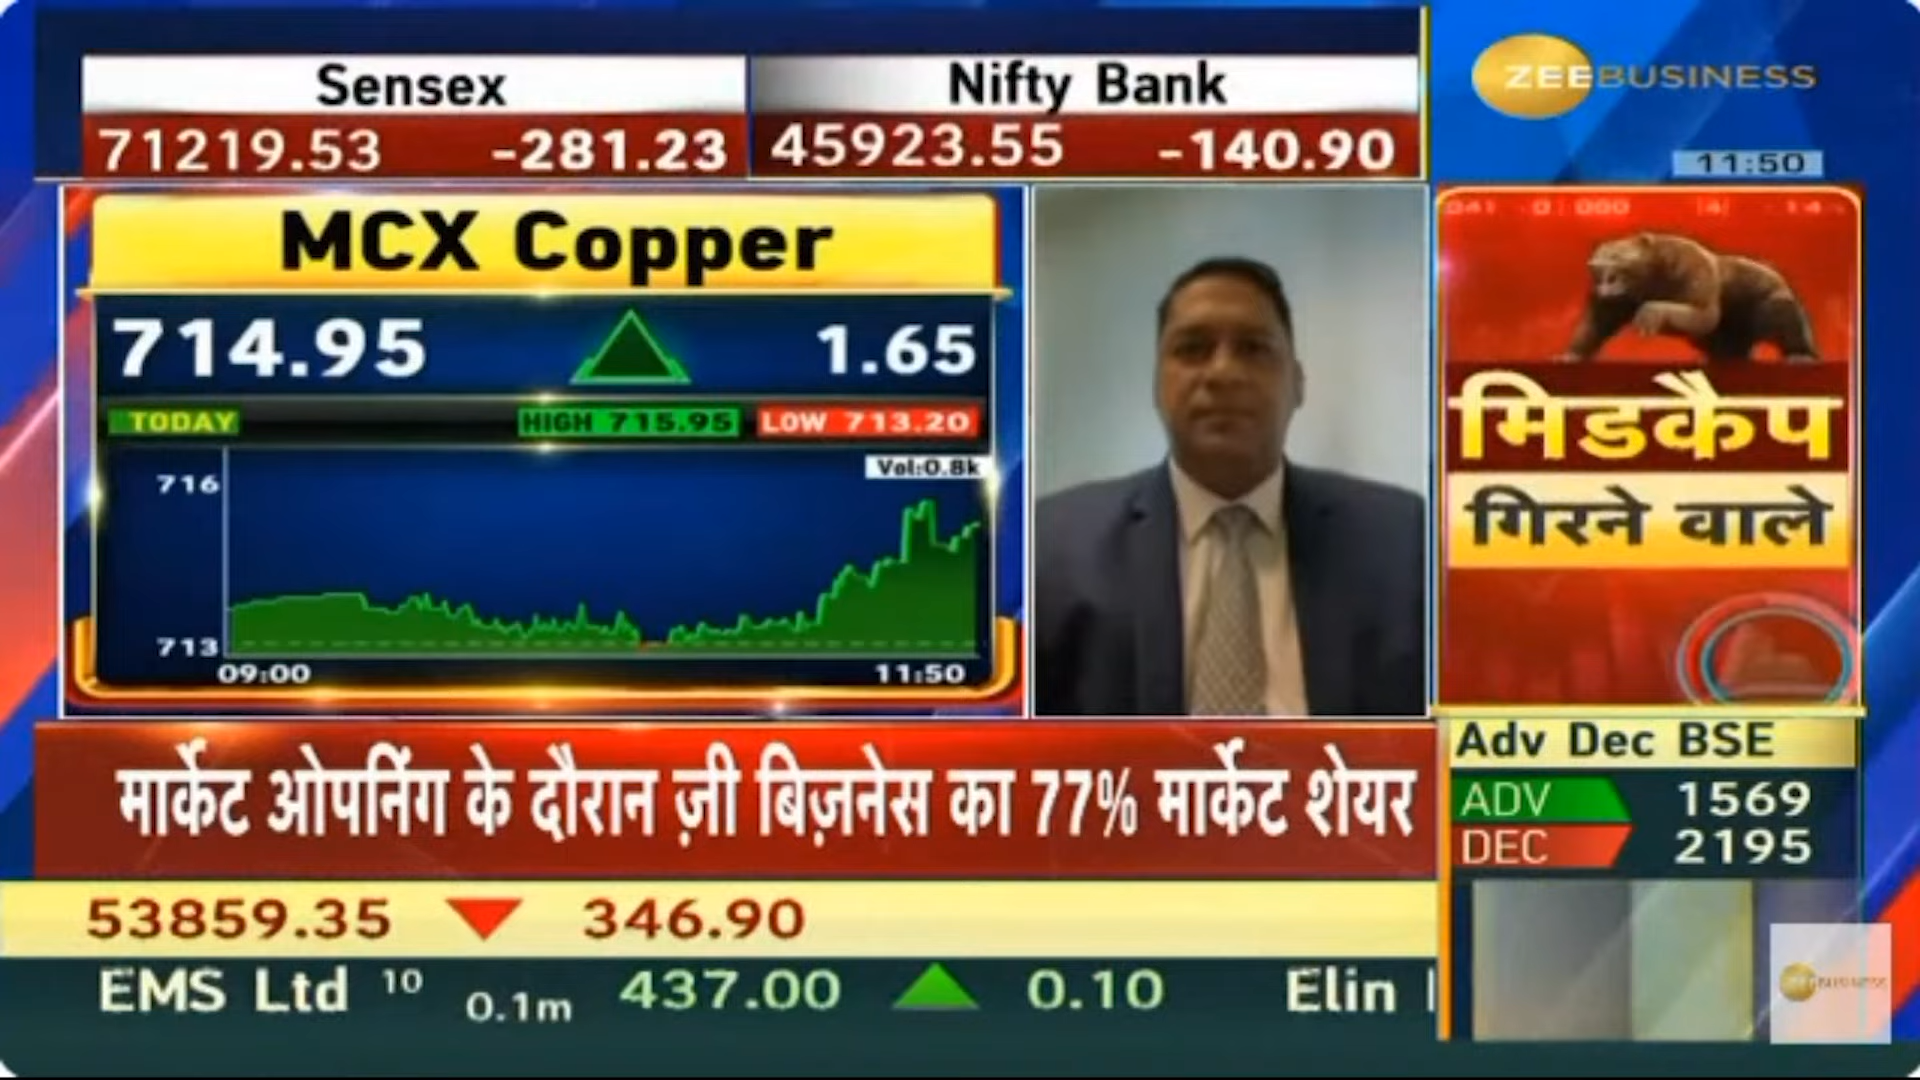 Sensex
71219.53 -281.23
Nifty Bank
45923.55 -140.90
ZEEBUSINESS
11:50
MCX Copper
714.95 1.65
TODAY HIGH 715.95 LOW 713.20
Vol:0.8k
716
713
09:00 11:50
मिडकैप
गिरने वाले
मार्केट ओपनिंग के दौरान ज़ी बिज़नेस का 77% मार्केट शेयर
Adv Dec BSE
ADV 1569
DEC 2195
53859.35 346.90
EMS Ltd 10 0.1m 437.00 0.10 Elin
ZEEBUSINESS